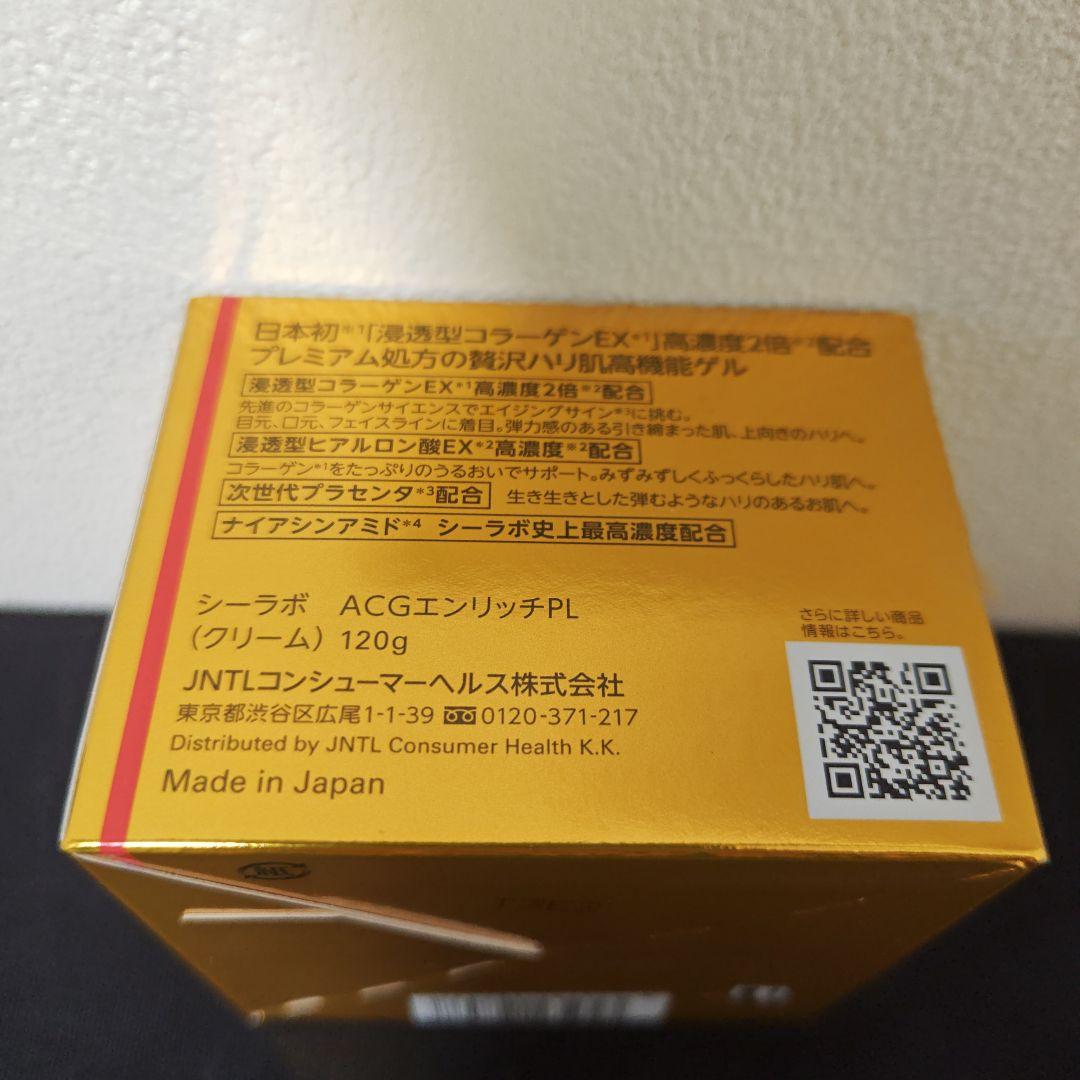 日本初*1「浸透型コラーゲンEX*1」高濃度2倍*2配合
プレミアム処方の贅沢ハリ肌高機能ゲル
浸透型コラーゲンEX*1高濃度2倍*2配合
先進のコラーゲンサイエンスでエイジングサイン*3に挑む。
目元、口元、フェイスラインに着目。弾力感のある引き締まった肌、上向きのハリへ。
浸透型ヒアルロン酸EX*2高濃度*2配合
コラーゲン*1をたっぷりのうるおいでサポート。みずみずしくふっくらしたハリ肌へ。
次世代プラセンタ*3配合 生き生きとした弾むようなハリのあるお肌へ。
ナイアシンアミド*4 シーラボ史上最高濃度配合
シーラボ ACGエンリッチPL
(クリーム) 120g
JNTLコンシューマーヘルス株式会社
東京都渋谷区広尾1-1-39 0120-371-217
Distributed by JNTL Consumer Health K.K.
Made in Japan
さらに詳しい商品
情報はこちら。